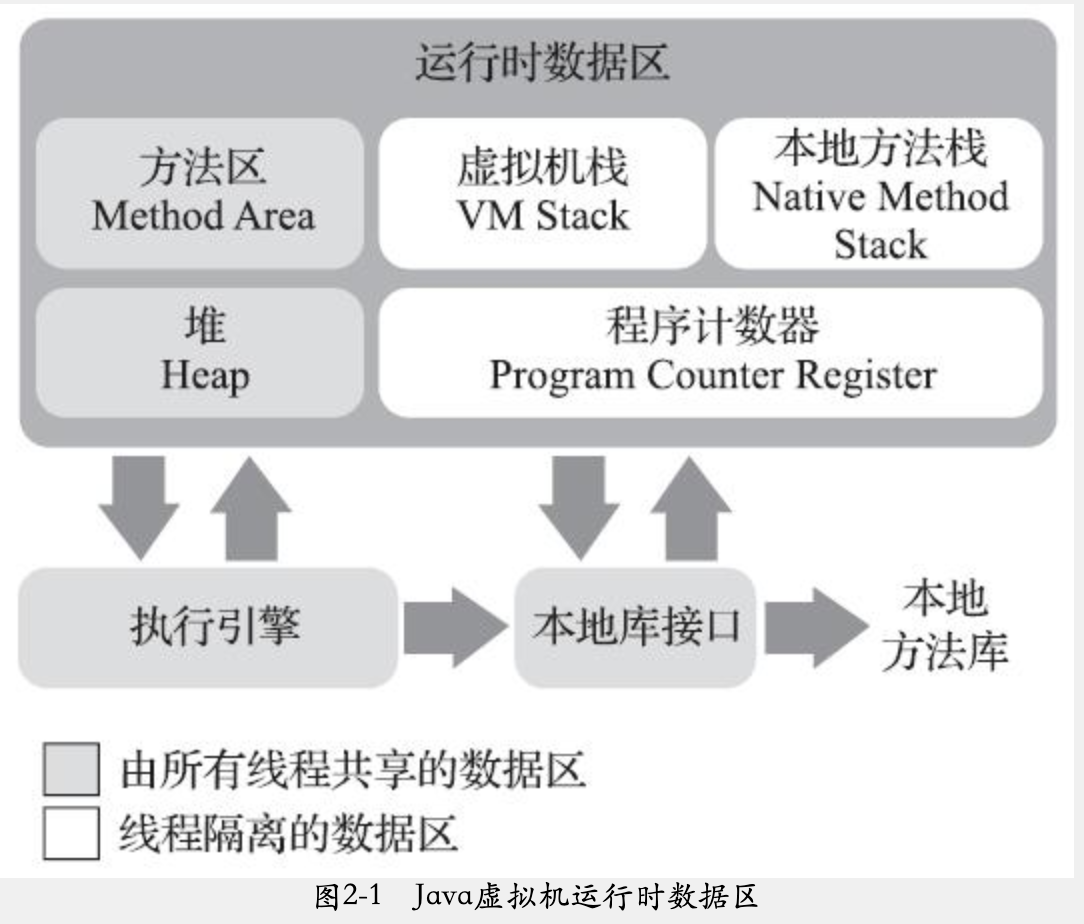 运行时数据区
方法区
Method Area
虚拟机栈
VM Stack
本地方法栈
Native Method
Stack
堆
Heap
程序计数器
Program Counter Register
执行引擎
本地库接口
本地
方法库
由所有线程共享的数据区
线程隔离的数据区
图2-1 Java虚拟机运行时数据区